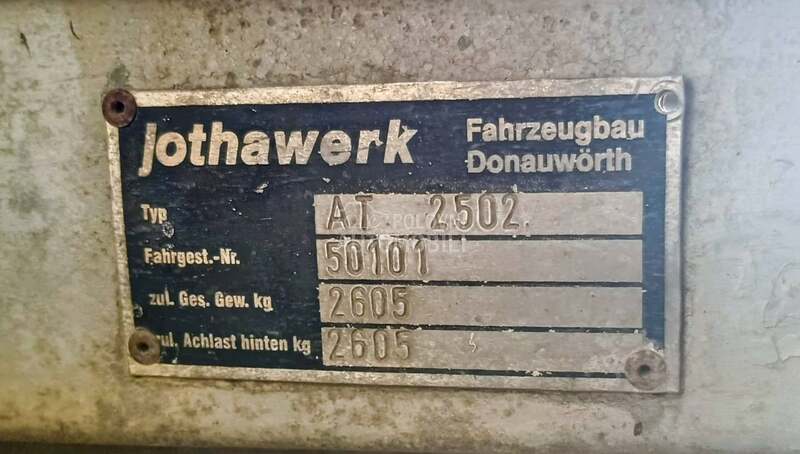 Jothawerk
Fahrzeugbau
Donauwörth
Typ AT 2502
Fahrgest.-Nr. 50101
zul. Ges. Gew. kg 2605
zul. Achlast hinten kg 2605